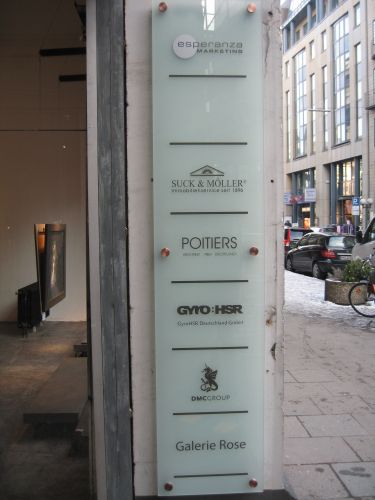 esperanza
MARKETING
SUCK & MÖLLER®
Immobilienservice seit 1896
POITIERS
GYRO:HSR
GyroHSR Deutschland GmbH
DMCGROUP
Galerie Rose